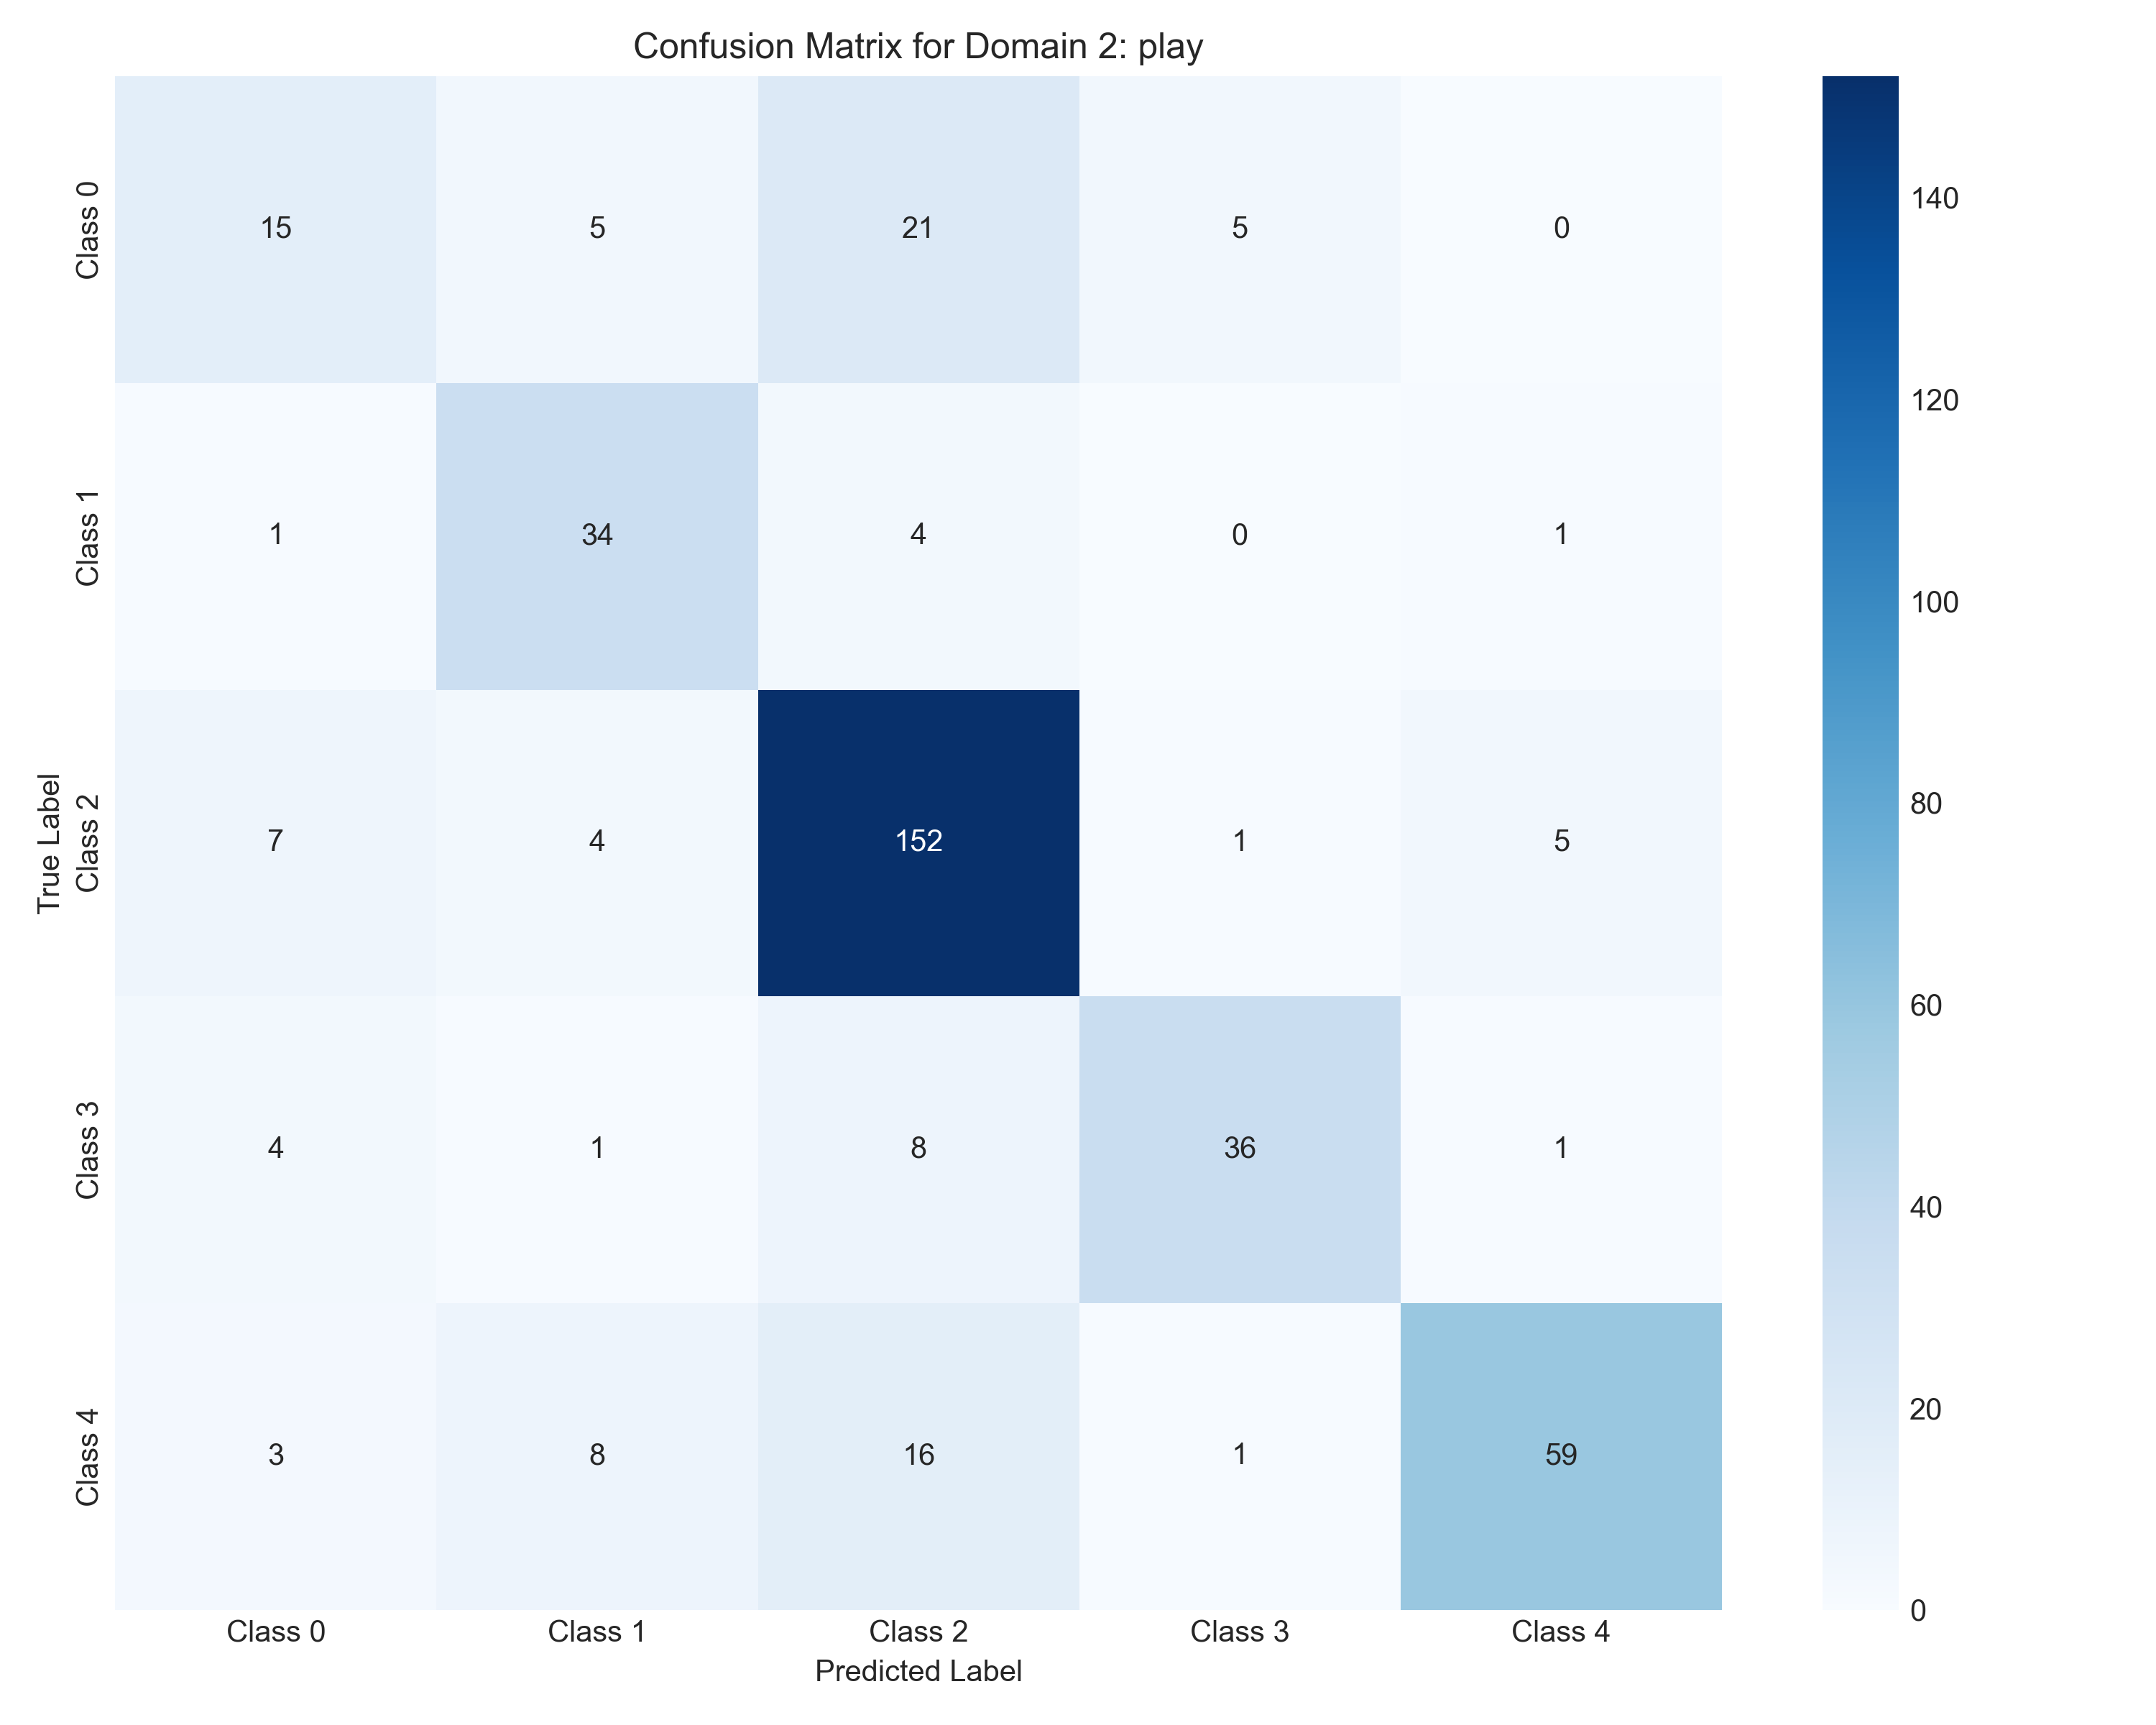 Confusion Matrix for Domain 2: play
True Label
Class 0
15 5 21 5 0
Class 1
1 34 4 0 1
Class 2
7 4 152 1 5
Class 3
4 1 8 36 1
Class 4
3 8 16 1 59
Class 0 Class 1 Class 2 Class 3 Class 4
Predicted Label
140
120
100
80
60
40
20
0